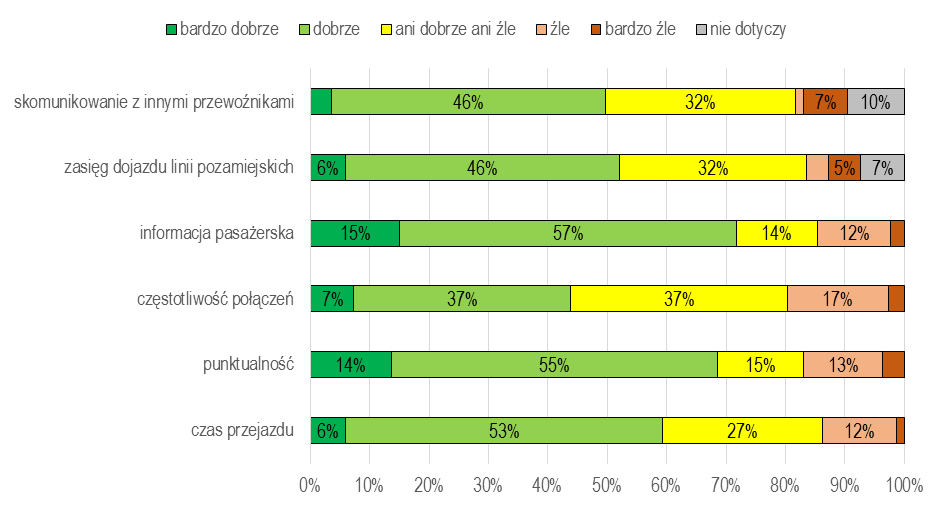 bardzo dobrze dobrze ani dobrze ani źle źle bardzo źle nie dotyczy
skomunikowanie z innymi przewoźnikami 46% 32% 7% 10%
zasięg dojazdu linii pozamiejskich 6% 46% 32% 5% 7%
informacja pasażerska 15% 57% 14% 12%
częstotliwość połączeń 7% 37% 37% 17%
punktualność 14% 55% 15% 13%
czas przejazdu 6% 53% 27% 12%
0% 10% 20% 30% 40% 50% 60% 70% 80% 90% 100%